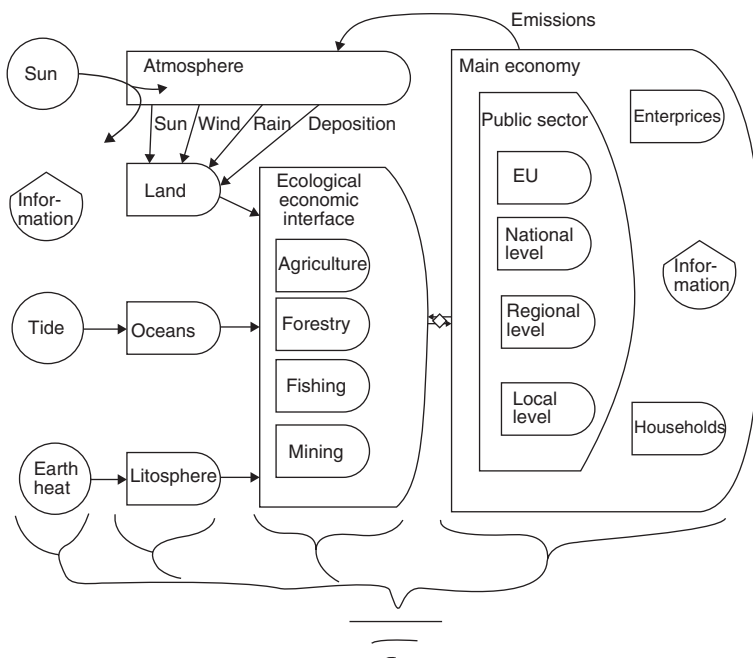 Emissions
Sun
Atmosphere
Main economy
Sun Wind Rain Deposition
Public sector
Enterprices
Land
Infor-
mation
Ecological
economic
interface
EU
Agriculture
National
level
Infor-
mation
Tide
Oceans
Forestry
Regional
level
Fishing
Local
level
Households
Mining
Earth
heat
Litosphere